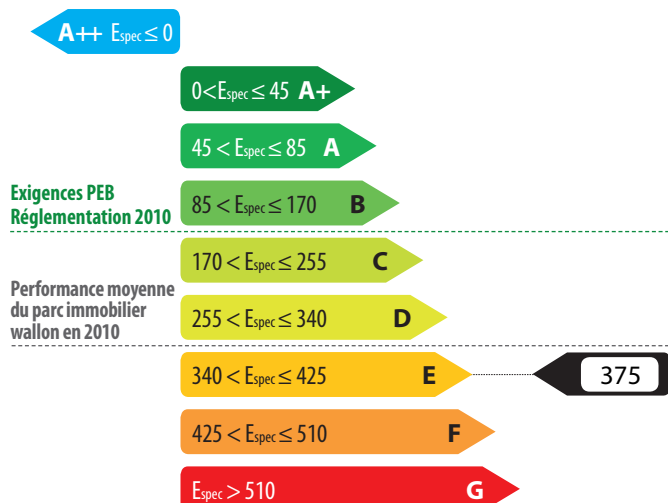 A++ Espec ≤ 0
0<Espec ≤ 45 A+
45 < Espec ≤ 85 A
Exigences PEB
Réglementation 2010
85 < Espec ≤ 170 B
170 < Espec ≤ 255 C
Performance moyenne
du parc immobilier
wallon en 2010
255 < Espec ≤ 340 D
340 < Espec ≤ 425 E
375
425 < Espec ≤ 510 F
Espec > 510 G